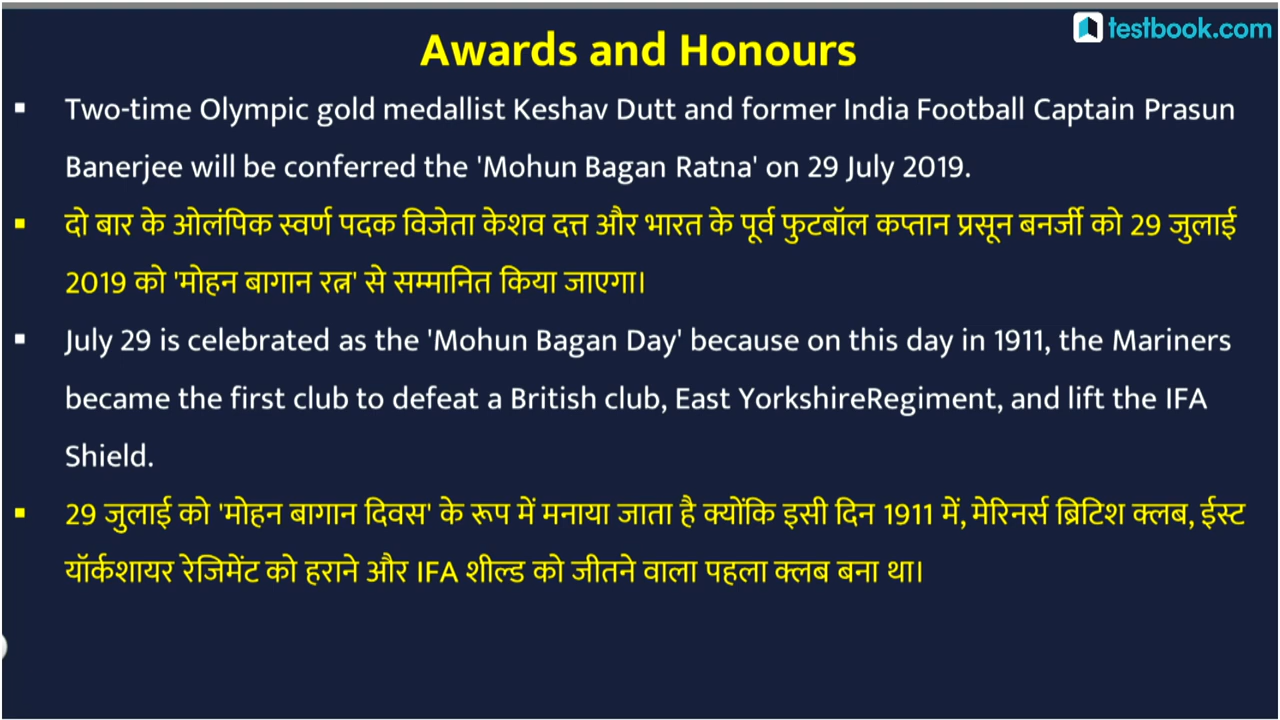 testbook.com
Awards and Honours
▪ Two-time Olympic gold medallist Keshav Dutt and former India Football Captain Prasun
Banerjee will be conferred the 'Mohun Bagan Ratna' on 29 July 2019.
▪ दो बार के ओलंपिक स्वर्ण पदक विजेता केशव दत्त और भारत के पूर्व फुटबॉल कप्तान प्रसून बनर्जी को 29 जुलाई
2019 को 'मोहन बागान रत्न' से सम्मानित किया जाएगा।
▪ July 29 is celebrated as the 'Mohun Bagan Day' because on this day in 1911, the Mariners
became the first club to defeat a British club, East YorkshireRegiment, and lift the IFA
Shield.
▪ 29 जुलाई को 'मोहन बागान दिवस' के रूप में मनाया जाता है क्योंकि इसी दिन 1911 में, मेरिनर्स ब्रिटिश क्लब, ईस्ट
यॉर्कशायर रेजिमेंट को हराने और IFA शील्ड को जीतने वाला पहला क्लब बना था।